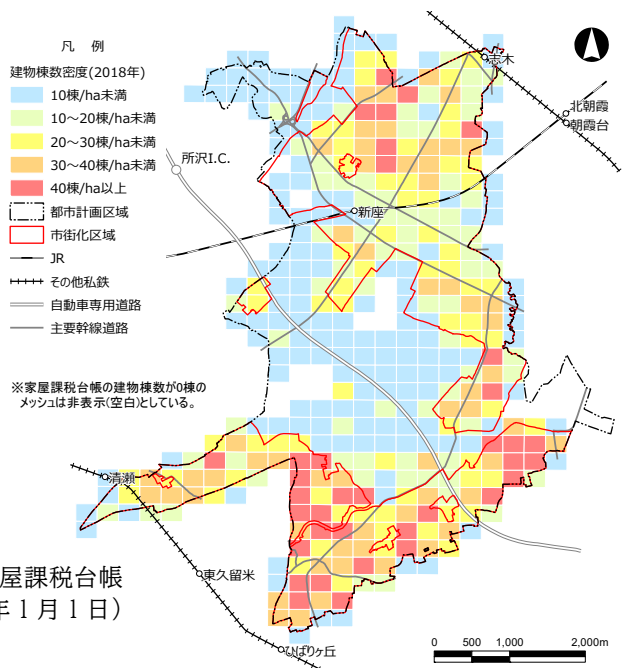 凡 例
建物棟数密度(2018年)
10棟/ha未満
10～20棟/ha未満
20～30棟/ha未満
30～40棟/ha未満
40棟/ha以上
都市計画区域
市街化区域
JR
その他私鉄
自動車専用道路
主要幹線道路
※家屋課税台帳の建物棟数が0棟の
メッシュは非表示(空白)としている。
志木
北朝霞
朝霞台
所沢I.C.
新座
清瀬
東久留米
ひばりヶ丘
屋課税台帳
年1月1日）
0 500 1,000 2,000m